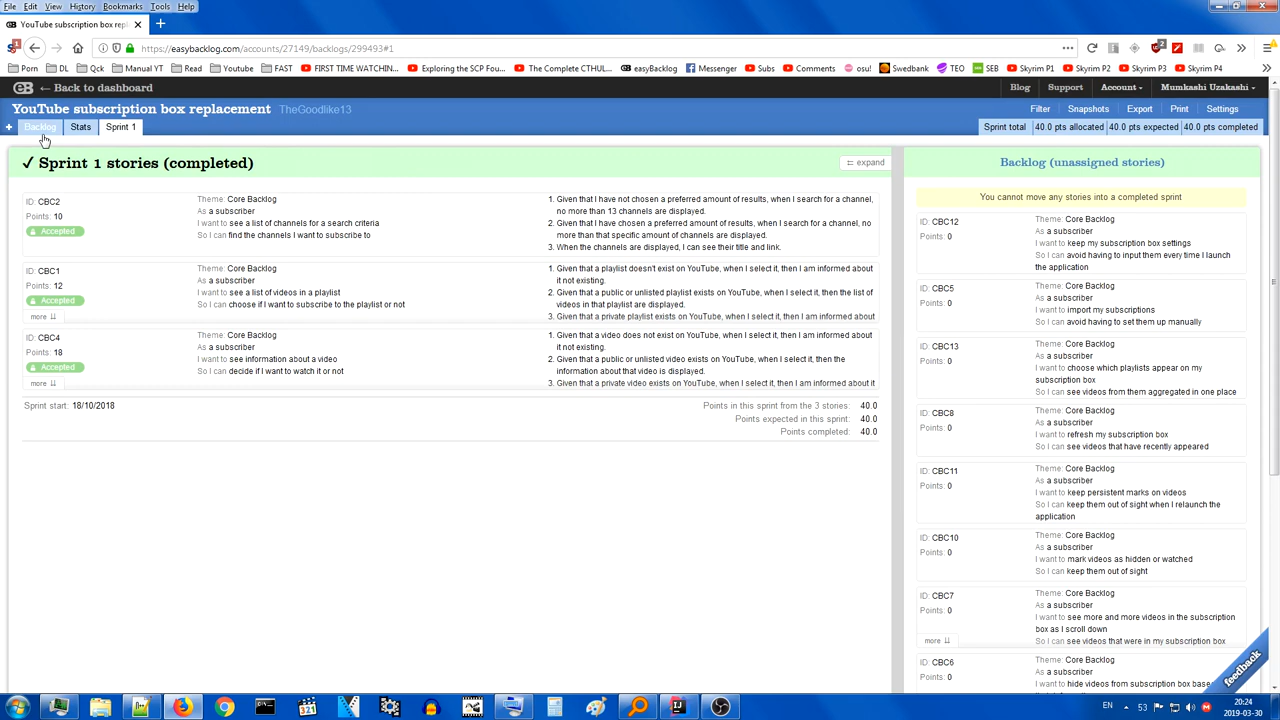 File Edit View History Bookmarks Tools Help
YouTube subscription box repl
https://easybacklog.com/accounts/27149/backlogs/299493#1
Porn DL Qck Manual YT Read Youtube FAST FIRST TIME WATCHIN... Exploring the SCP Fou... The Complete CTHUL... easyBacklog Messenger Subs Comments osu! Swedbank TEO SEB Skyrim P1 Skyrim P2 Skyrim P3 Skyrim P4
← Back to dashboard Blog Support Account Mumkashi Uzakashi
YouTube subscription box replacement TheGoodlike13 Filter Snapshots Export Print Settings
+ Backlog Stats Sprint 1 Sprint total 40.0 pts allocated 40.0 pts expected 40.0 pts completed
✓ Sprint 1 stories (completed) expand
ID: CBC2
Points: 10
Accepted
Theme: Core Backlog
As a subscriber
I want to see a list of channels for a search criteria
So I can find the channels I want to subscribe to
1. Given that I have not chosen a preferred amount of results, when I search for a channel,
no more than 13 channels are displayed.
2. Given that I have chosen a preferred amount of results, when I search for a channel, no
more than that specific amount of channels are displayed.
3. When the channels are displayed, I can see their title and link.
ID: CBC1
Points: 12
Accepted
more
Theme: Core Backlog
As a subscriber
I want to see a list of videos in a playlist
So I can choose if I want to subscribe to the playlist or not
1. Given that a playlist doesn't exist on YouTube, when I select it, then I am informed about
it not existing.
2. Given that a public or unlisted playlist exists on YouTube, when I select it, then the list of
videos in that playlist are displayed.
3. Given that a private playlist exists on YouTube, when I select it, then I am informed about
ID: CBC4
Points: 18
Accepted
more
Theme: Core Backlog
As a subscriber
I want to see information about a video
So I can decide if I want to watch it or not
1. Given that a video does not exist on YouTube, when I select it, then I am informed about
it not existing.
2. Given that a public or unlisted video exists on YouTube, when I select it, then the
information about that video is displayed.
3. Given that a private video exists on YouTube, when I select it, then I am informed about it
Sprint start: 18/10/2018
Points in this sprint from the 3 stories: 40.0
Points expected in this sprint: 40.0
Points completed: 40.0
Backlog (unassigned stories)
You cannot move any stories into a completed sprint
ID: CBC12
Points: 0
Theme: Core Backlog
As a subscriber
I want to keep my subscription box settings
So I can avoid having to input them every time I launch
the application
ID: CBC5
Points: 0
Theme: Core Backlog
As a subscriber
I want to import my subscriptions
So I can avoid having to set them up manually
ID: CBC13
Points: 0
Theme: Core Backlog
As a subscriber
I want to choose which playlists appear on my
subscription box
So I can see videos from them aggregated in one place
ID: CBC8
Points: 0
Theme: Core Backlog
As a subscriber
I want to refresh my subscription box
So I can see videos that have recently appeared
ID: CBC11
Points: 0
Theme: Core Backlog
As a subscriber
I want to keep persistent marks on videos
So I can keep them out of sight when I relaunch the
application
ID: CBC10
Points: 0
Theme: Core Backlog
As a subscriber
I want to mark videos as hidden or watched
So I can keep them out of sight
ID: CBC7
Points: 0
more
Theme: Core Backlog
As a subscriber
I want to see more and more videos in the subscription
box as I scroll down
So I can see videos that were in my subscription box
ID: CBC6
Points: 0
Theme: Core Backlog
As a subscriber
I want to hide videos from subscription box base
feedback
EN 53 20:24
2019-03-30